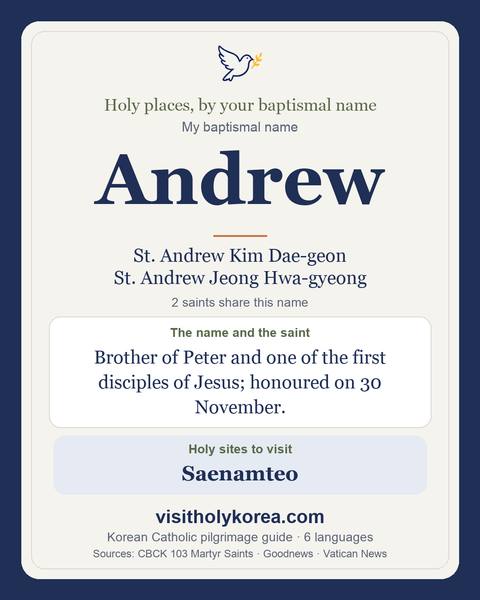 Holy places, by your baptismal name
My baptismal name
Andrew
St. Andrew Kim Dae-geon
St. Andrew Jeong Hwa-gyeong
2 saints share this name
The name and the saint
Brother of Peter and one of the first
disciples of Jesus; honoured on 30
November.
Holy sites to visit
Saenamteo
visitholykorea.com
Korean Catholic pilgrimage guide · 6 languages
Sources: CBCK 103 Martyr Saints · Goodnews · Vatican News